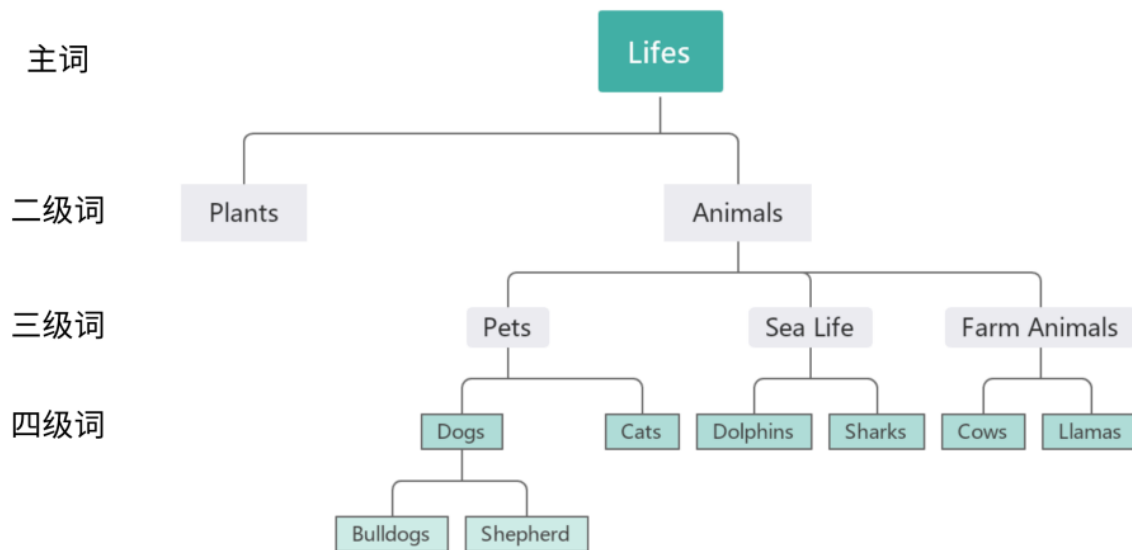 主词
Lifes
二级词
Plants
Animals
三级词
Pets
Sea Life
Farm Animals
四级词
Dogs
Cats
Dolphins
Sharks
Cows
Llamas
Bulldogs
Shepherd